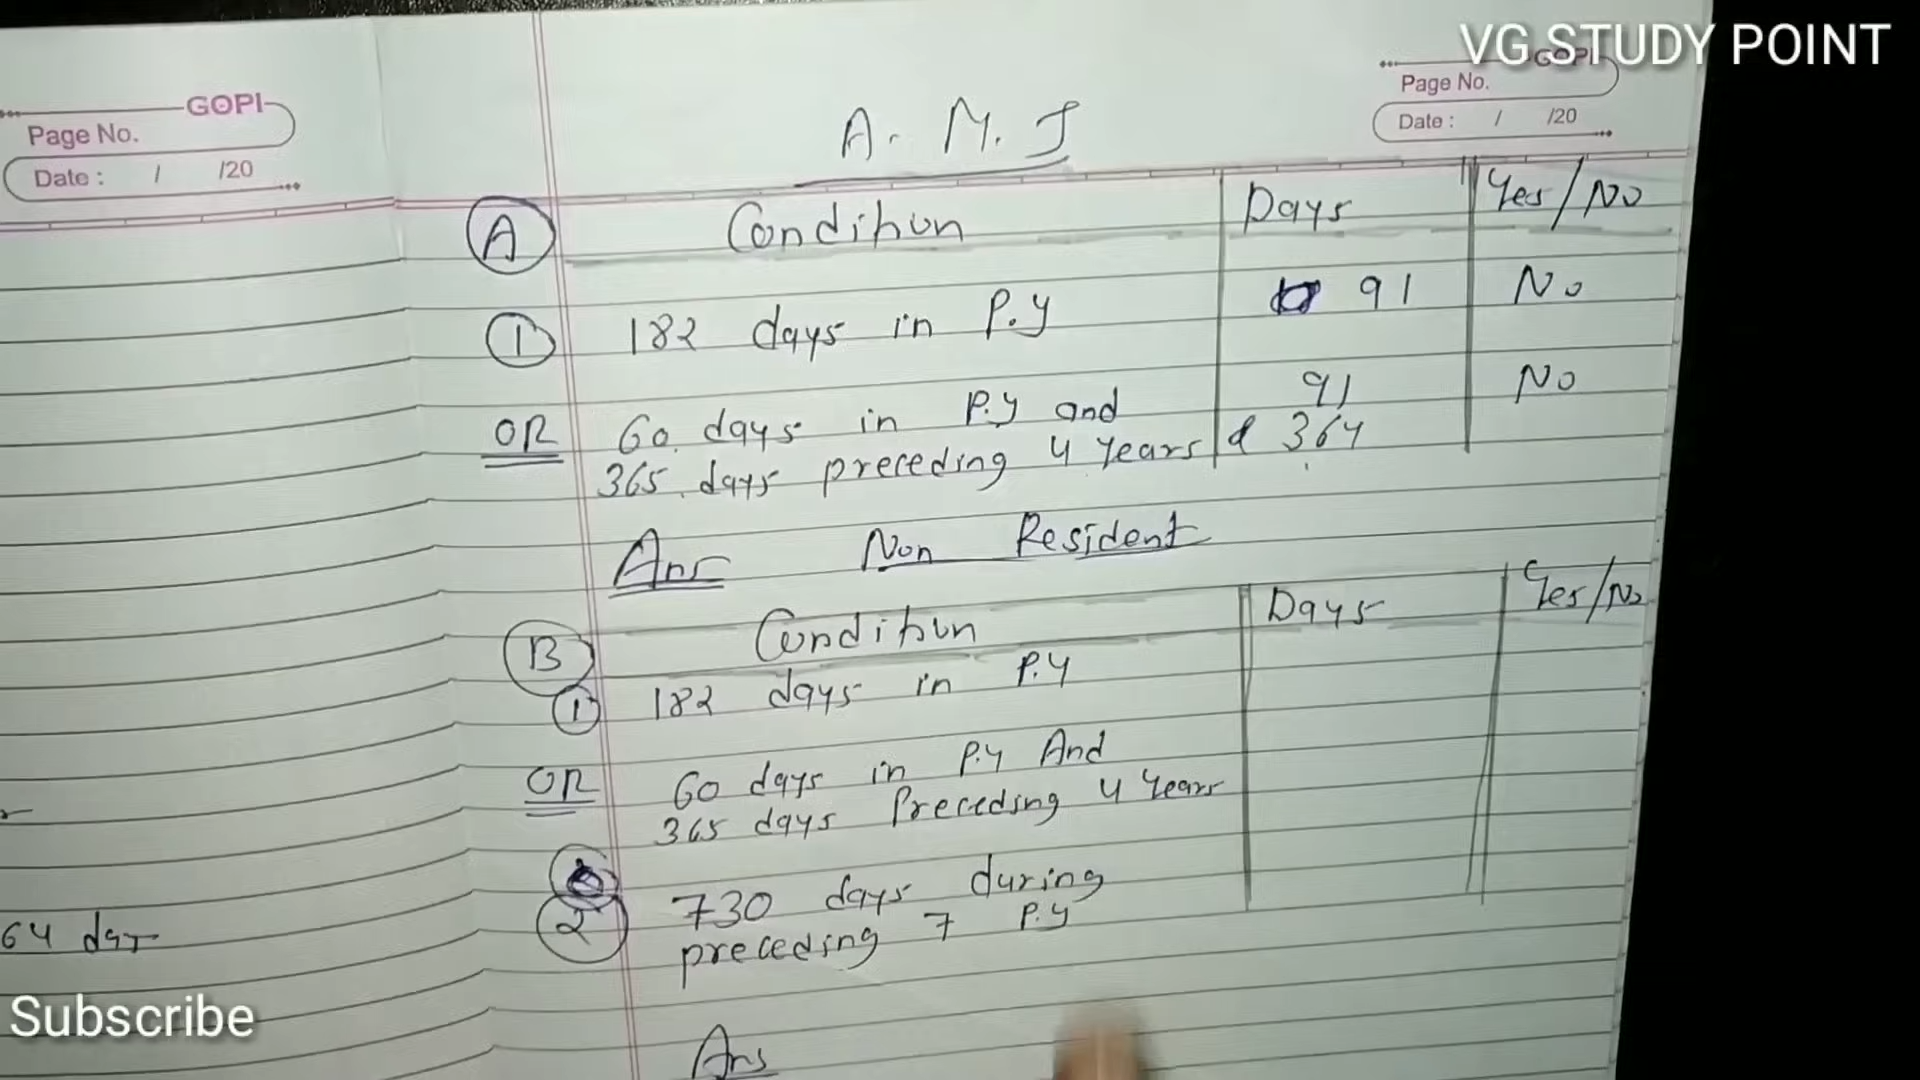 VG STUDY POINT
GOPI
Page No.
Date : / /20
GOPI
Page No.
Date : / /20
A. M. J
A Condition Days Yes/No
1 182 days in P.Y 91 No
OR 60 days in P.Y and 91 No
365 days preceding 4 Years & 364
Ans Non Resident
B Condition Days Yes/No
1 182 days in P.Y
OR 60 days in P.Y And
365 days Preceding 4 Years
2 730 days during
preceding 7 P.Y
64 day
Ans
Subscribe